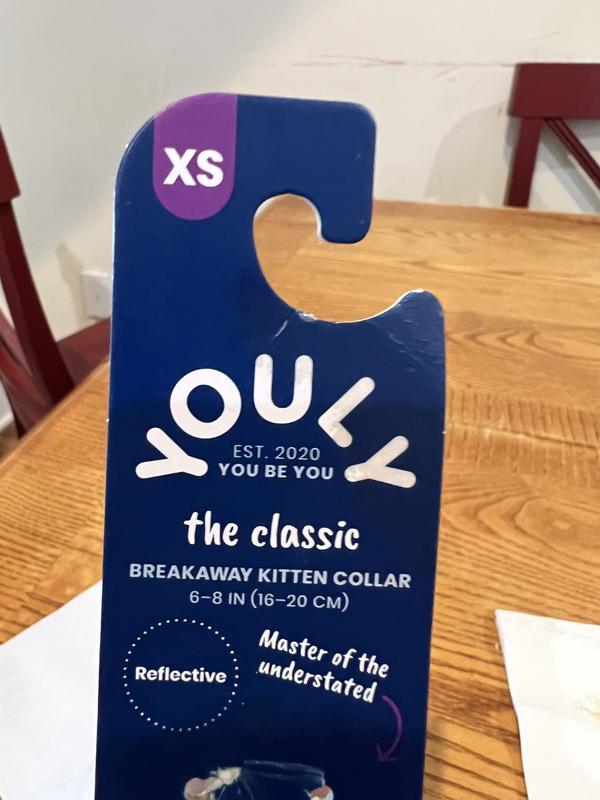 XS
YOULY
EST. 2020
YOU BE YOU
the classic
BREAKAWAY KITTEN COLLAR
6–8 IN (16–20 CM)
Reflective
Master of the
understated